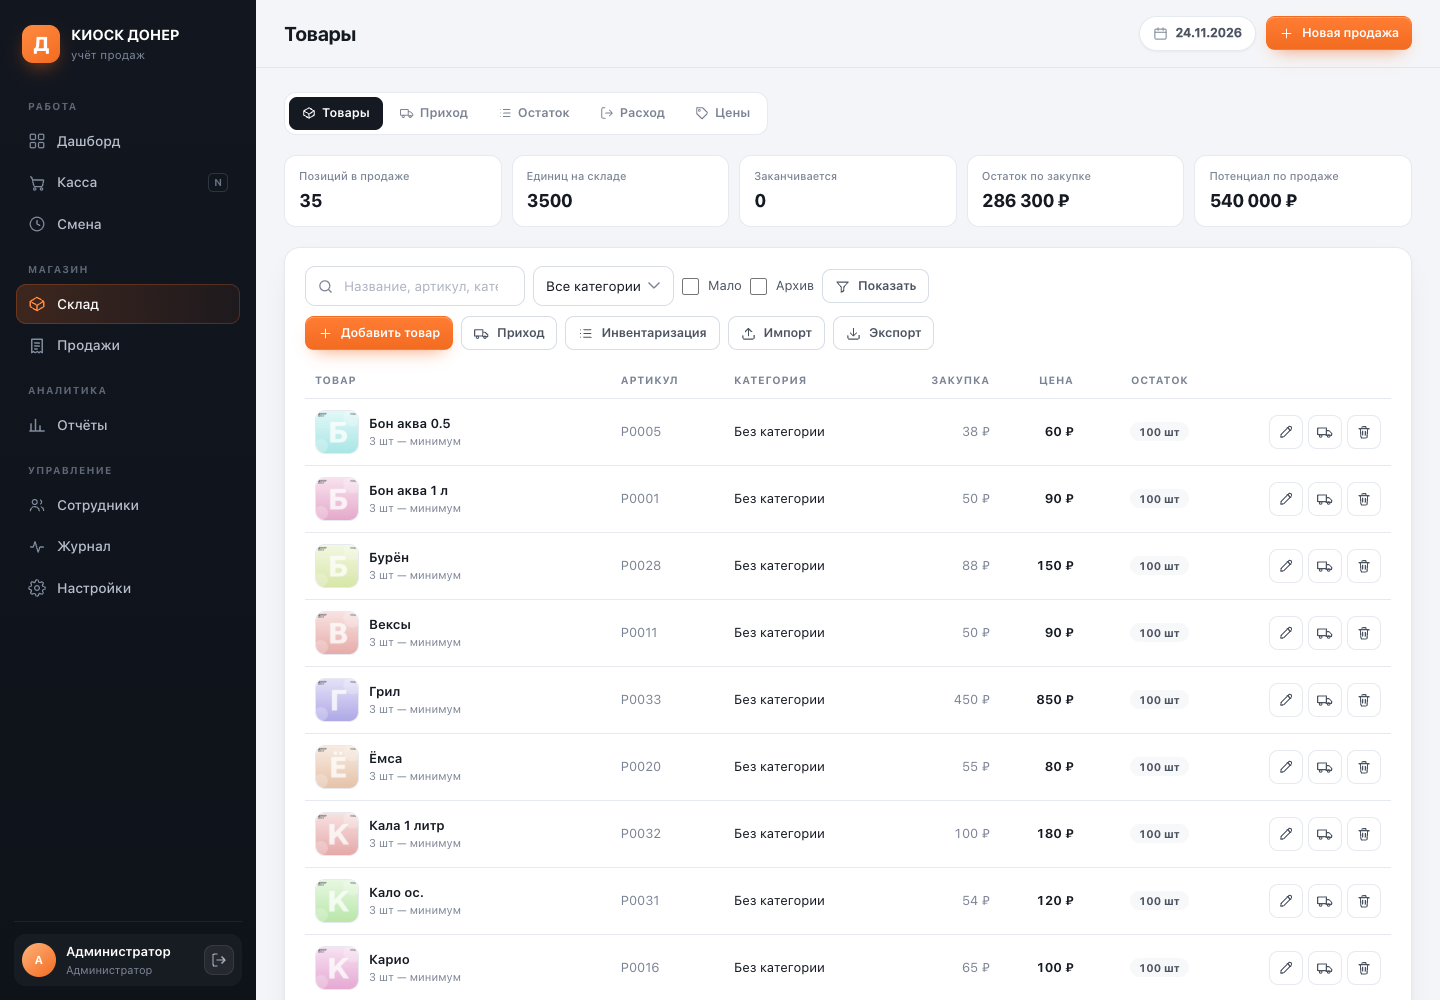 Д
КИОСК ДОНЕР
учёт продаж
РАБОТА
Дашборд
Касса
N
Смена
МАГАЗИН
Склад
Продажи
АНАЛИТИКА
Отчёты
УПРАВЛЕНИЕ
Сотрудники
Журнал
Настройки
А
Администратор
Администратор
Товары
24.11.2026
Новая продажа
Товары Приход Остаток Расход Цены
Позиций в продаже
35
Единиц на складе
3500
Заканчивается
0
Остаток по закупке
286 300 ₽
Потенциал по продаже
540 000 ₽
Название, артикул, кате
Все категории
Мало
Архив
Показать
Добавить товар
Приход
Инвентаризация
Импорт
Экспорт
ТОВАР АРТИКУЛ КАТЕГОРИЯ ЗАКУПКА ЦЕНА ОСТАТОК
Б
Бон аква 0.5
3 шт — минимум
P0005 Без категории 38 ₽ 60 ₽ 100 шт
Б
Бон аква 1 л
3 шт — минимум
P0001 Без категории 50 ₽ 90 ₽ 100 шт
Б
Бурён
3 шт — минимум
P0028 Без категории 88 ₽ 150 ₽ 100 шт
В
Вексы
3 шт — минимум
P0011 Без категории 50 ₽ 90 ₽ 100 шт
Г
Грил
3 шт — минимум
P0033 Без категории 450 ₽ 850 ₽ 100 шт
Ё
Ёмса
3 шт — минимум
P0020 Без категории 55 ₽ 80 ₽ 100 шт
К
Кала 1 литр
3 шт — минимум
P0032 Без категории 100 ₽ 180 ₽ 100 шт
К
Кало ос.
3 шт — минимум
P0031 Без категории 54 ₽ 120 ₽ 100 шт
К
Карио
3 шт — минимум
P0016 Без категории 65 ₽ 100 ₽ 100 шт